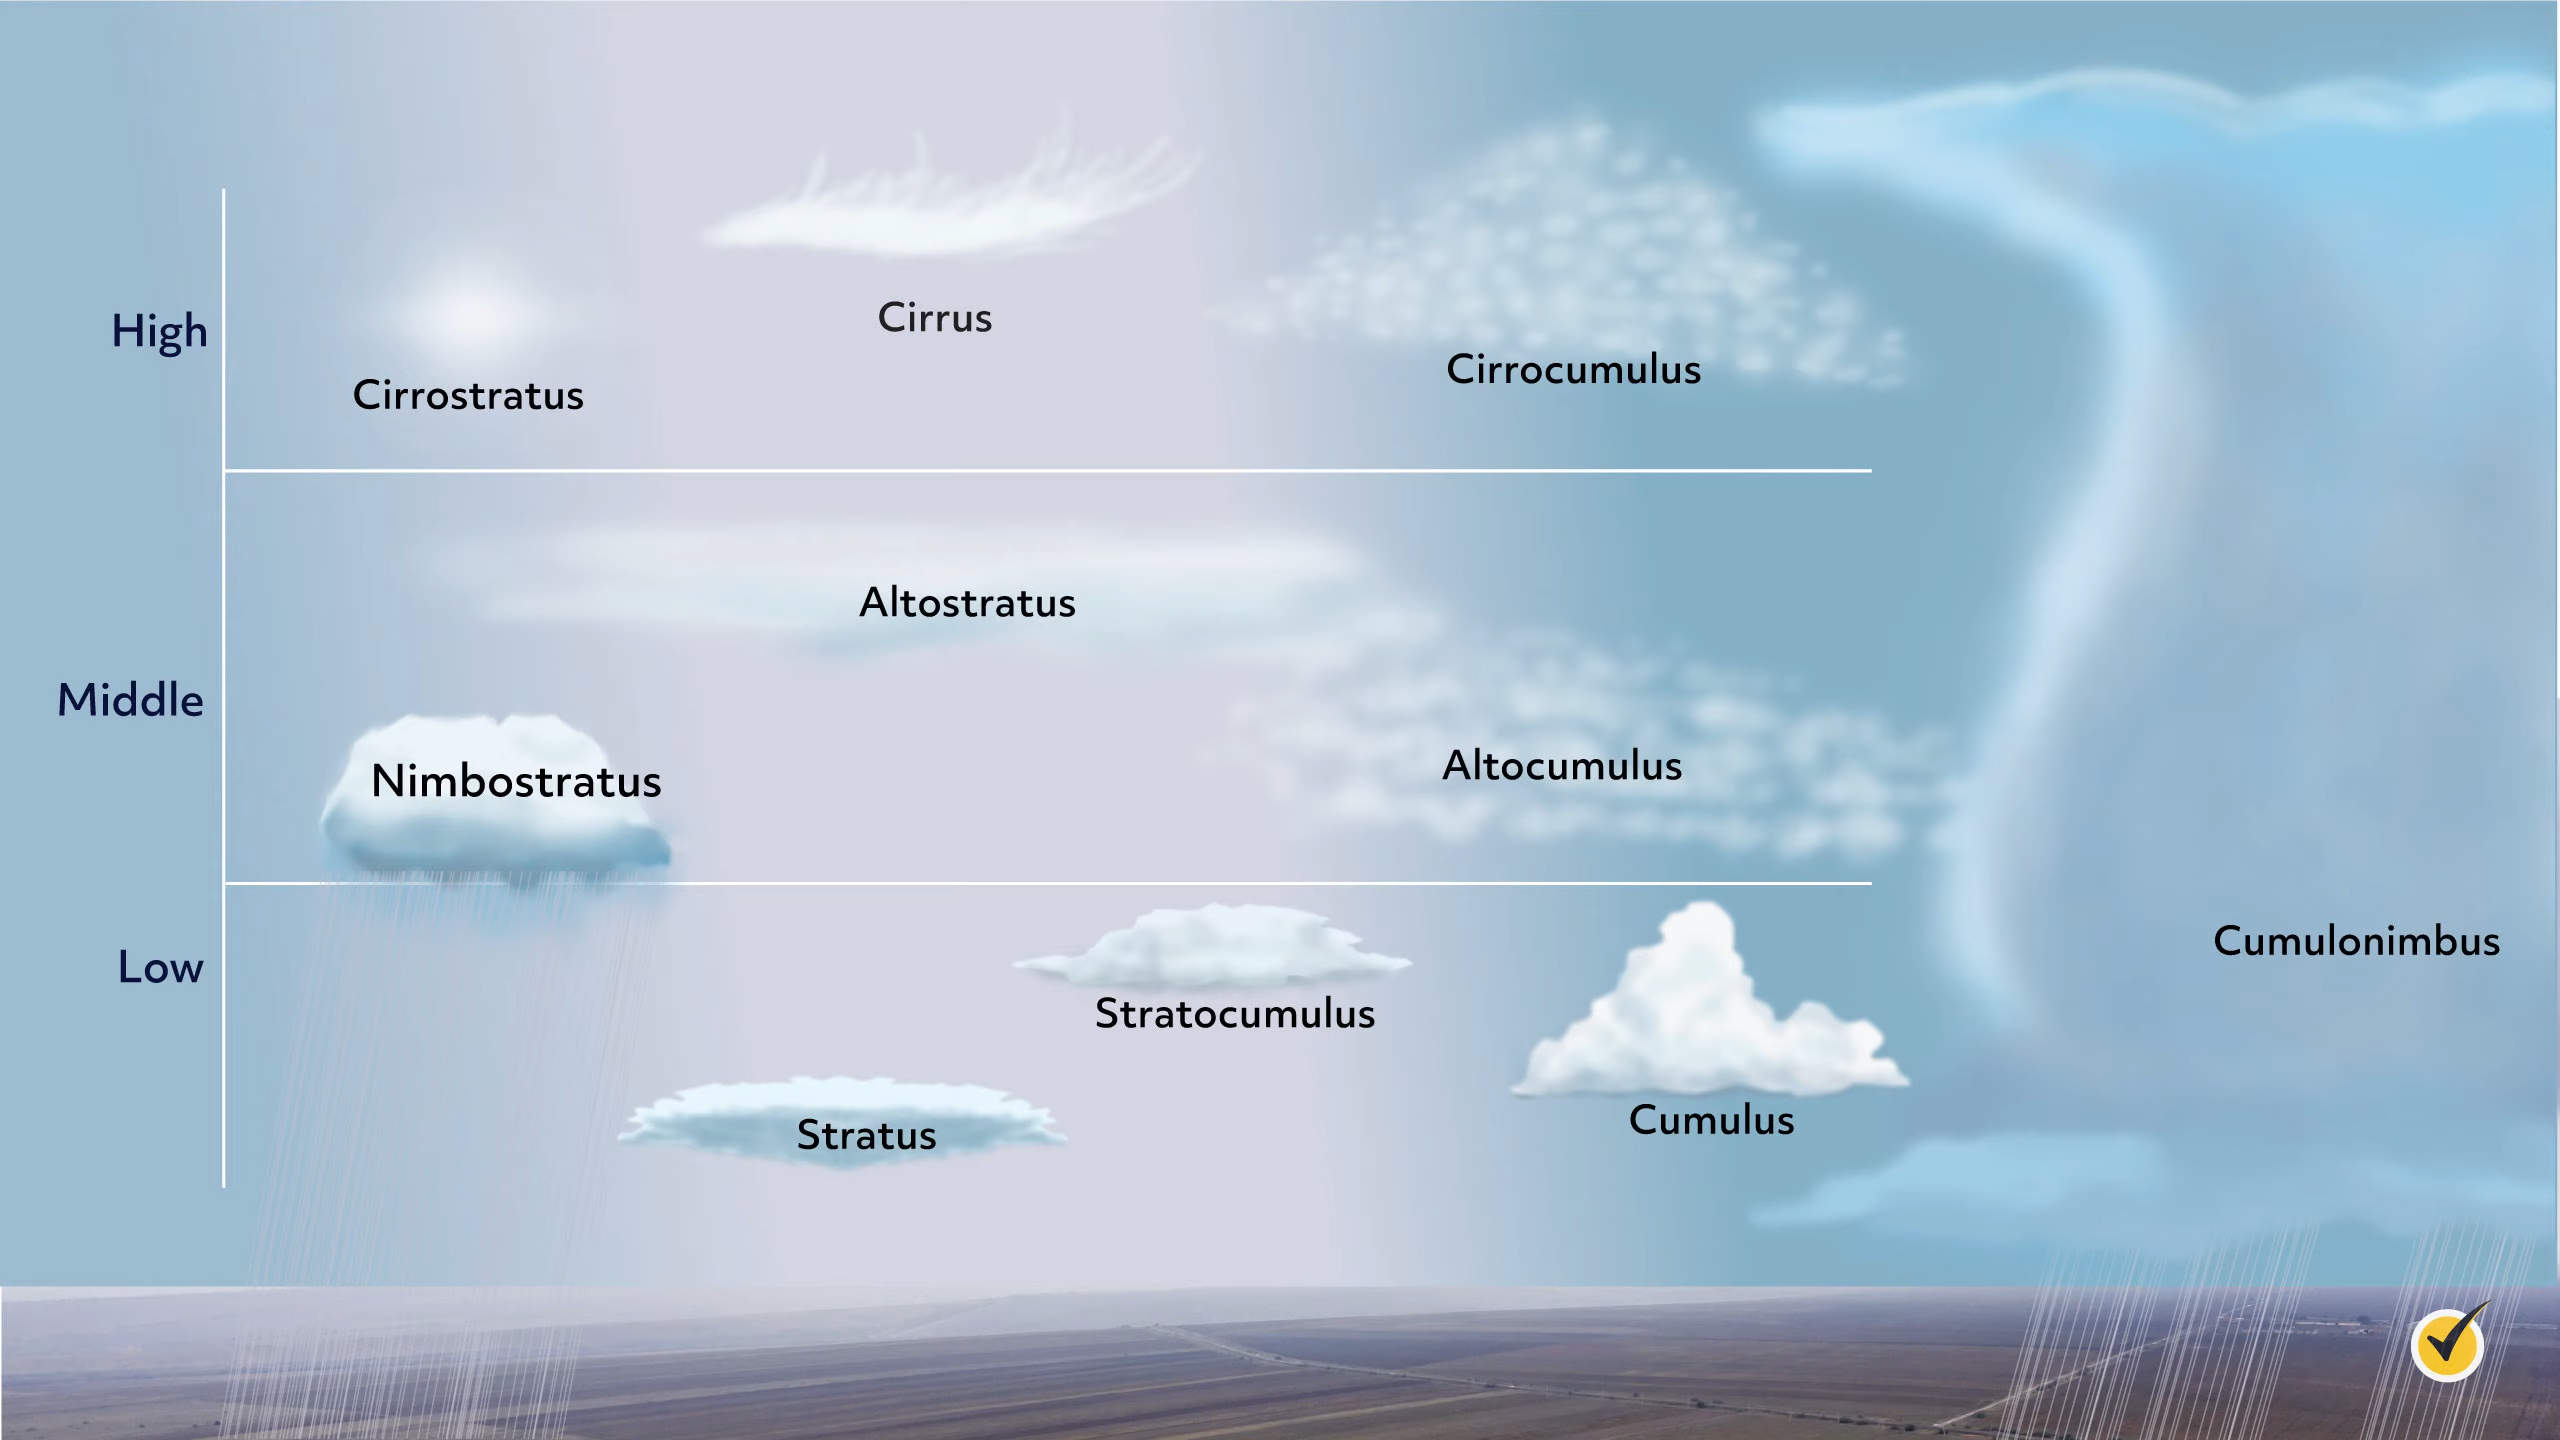 High
Cirrostratus
Cirrus
Cirrocumulus
Middle
Altostratus
Nimbostratus
Altocumulus
Low
Stratocumulus
Cumulus
Stratus
Cumulonimbus